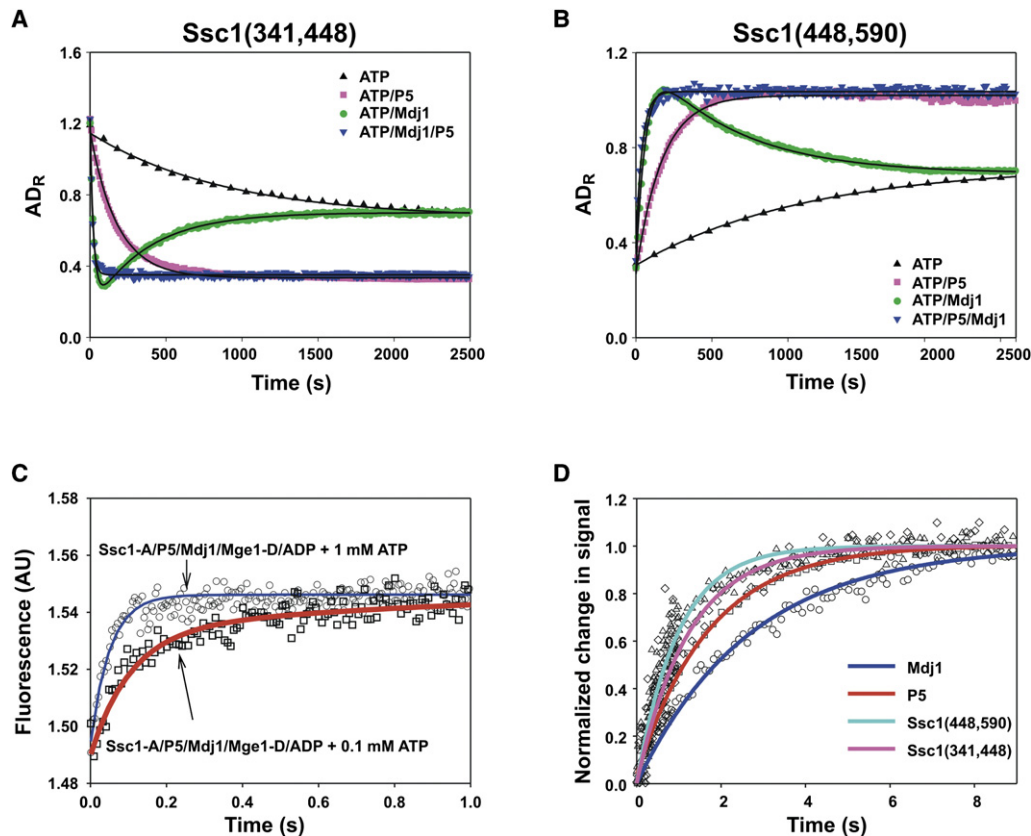 A
Ssc1(341,448)
1.6
1.2
0.8
0.4
0.0
AD_R
0 500 1000 1500 2000 2500
Time (s)
ATP
ATP/P5
ATP/Mdj1
ATP/Mdj1/P5
B
Ssc1(448,590)
1.2
1.0
0.8
0.6
0.4
0.2
0.0
AD_R
0 500 1000 1500 2000 2500
Time (s)
ATP
ATP/P5
ATP/Mdj1
ATP/P5/Mdj1
C
1.58
1.56
1.54
1.52
1.50
1.48
Fluorescence (AU)
Ssc1-A/P5/Mdj1/Mge1-D/ADP + 1 mM ATP
Ssc1-A/P5/Mdj1/Mge1-D/ADP + 0.1 mM ATP
0.0 0.2 0.4 0.6 0.8 1.0
Time (s)
D
1.2
1.0
0.8
0.6
0.4
0.2
0.0
Normalized change in signal
Mdj1
P5
Ssc1(448,590)
Ssc1(341,448)
0 2 4 6 8
Time (s)